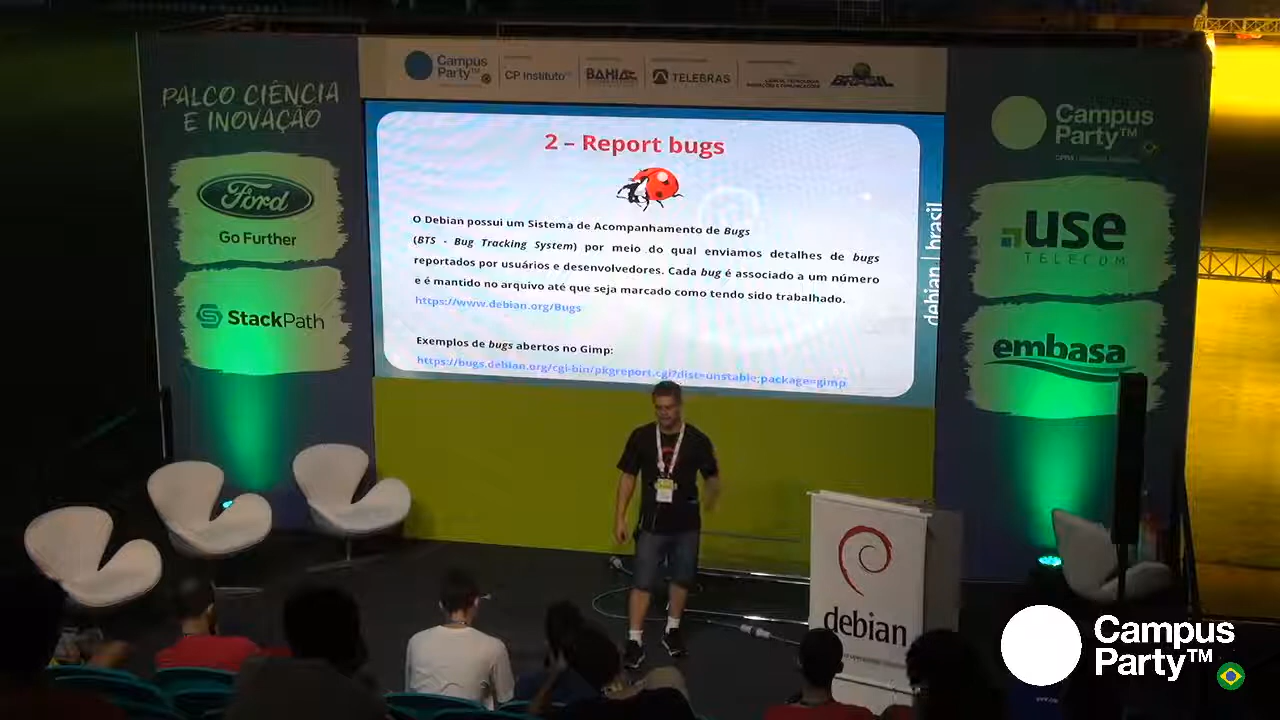 PALCO CIÊNCIA
E INOVAÇÃO
Ford
Go Further
StackPath
Campus
Party™
CP Instituto
BAHIA
TELEBRAS
BRASIL
2 – Report bugs
O Debian possui um Sistema de Acompanhamento de Bugs
(BTS - Bug Tracking System) por meio do qual enviamos detalhes de bugs
reportados por usuários e desenvolvedores. Cada bug é associado a um número
e é mantido no arquivo até que seja marcado como tendo sido trabalhado.
https://www.debian.org/Bugs
Exemplos de bugs abertos no Gimp:
https://bugs.debian.org/cgi-bin/pkgreport.cgi?dist=unstable;package=gimp
debian | brasil
Campus
Party™
USE
TELECOM
embasa
debian
Campus
Party™